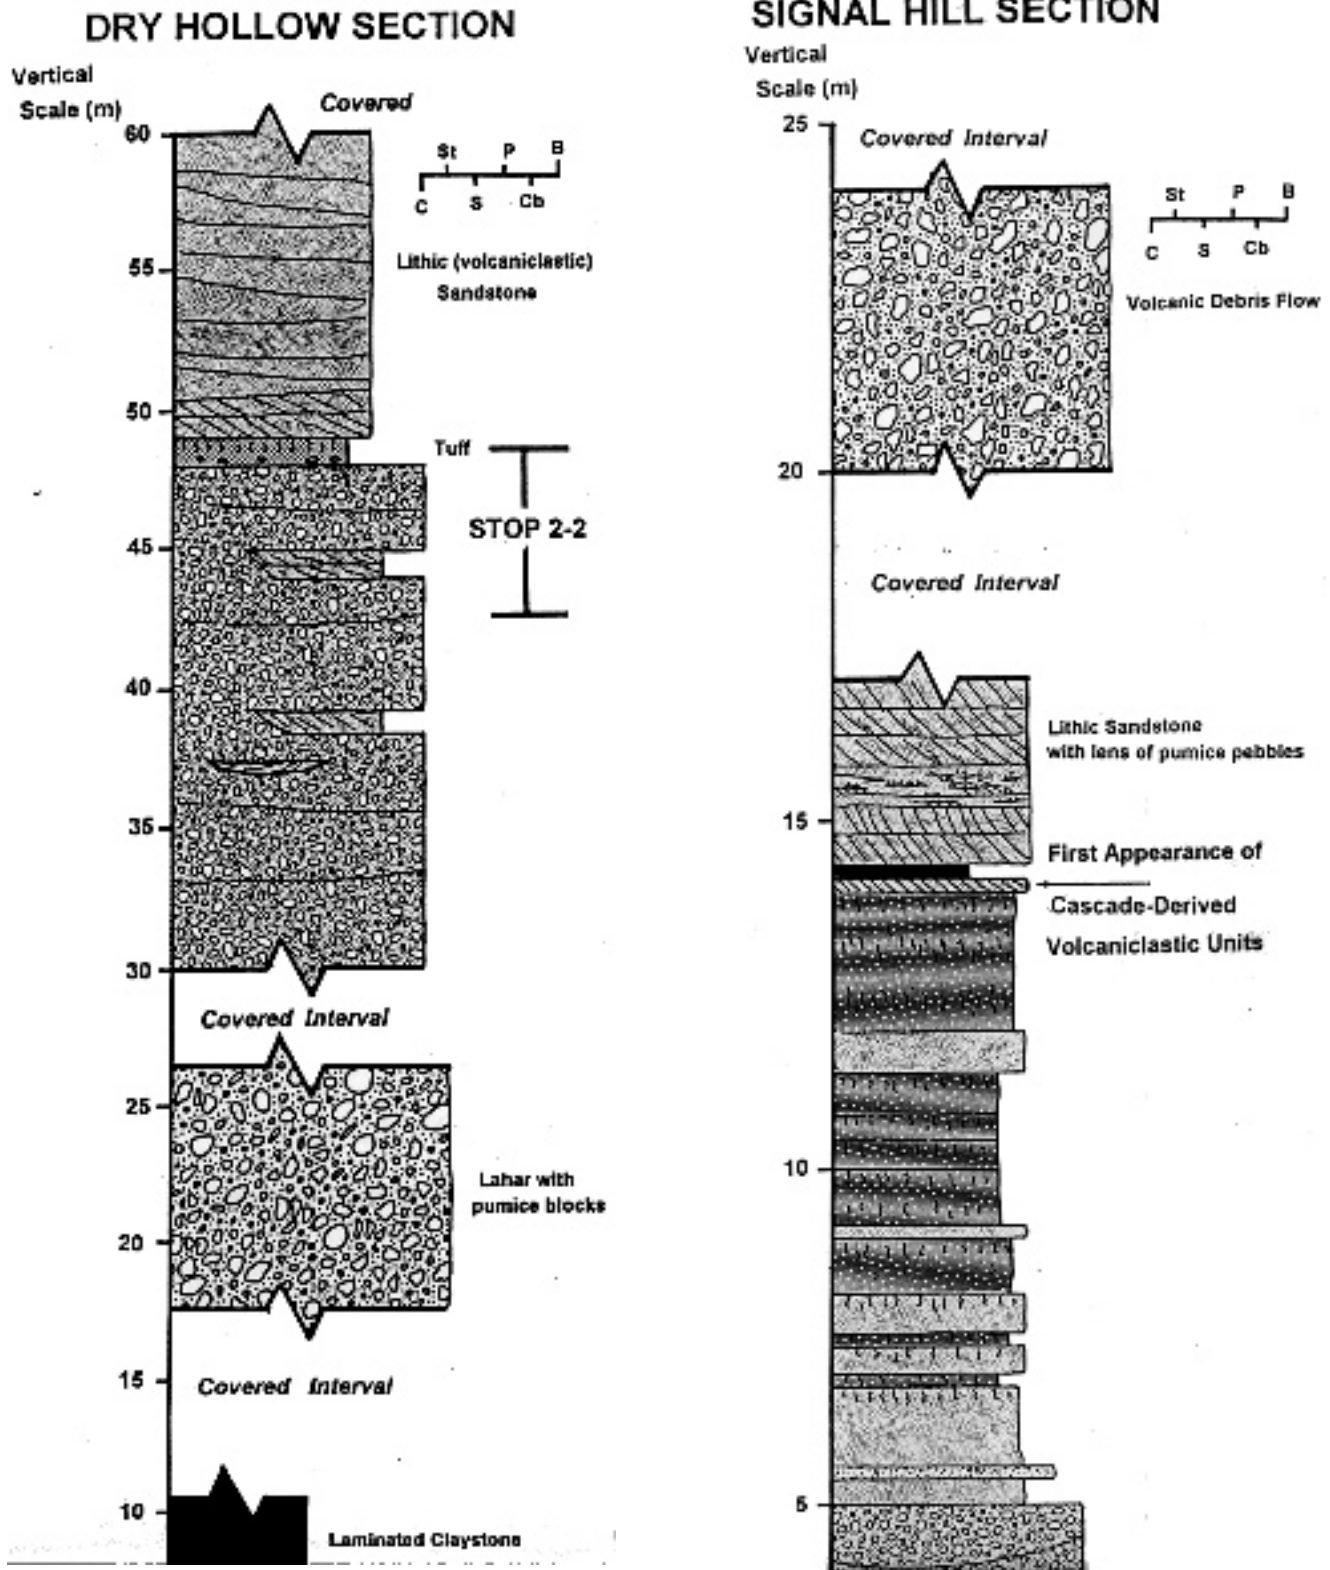 DRY HOLLOW SECTION
Vertical
Scale (m)
Covered
60
St P B
C S Cb
Lithic (volcaniclastic)
Sandstone
55
50
Tuff
STOP 2-2
45
40
35
30
Covered Interval
25
Lahar with
pumice blocks
20
15
Covered Interval
10
Laminated Claystone
SIGNAL HILL SECTION
Vertical
Scale (m)
25
Covered Interval
St P B
C S Cb
Volcanic Debris Flow
20
Covered Interval
Lithic Sandstone
with lens of pumice pebbles
15
First Appearance of
Cascade-Derived
Volcaniclastic Units
10
5